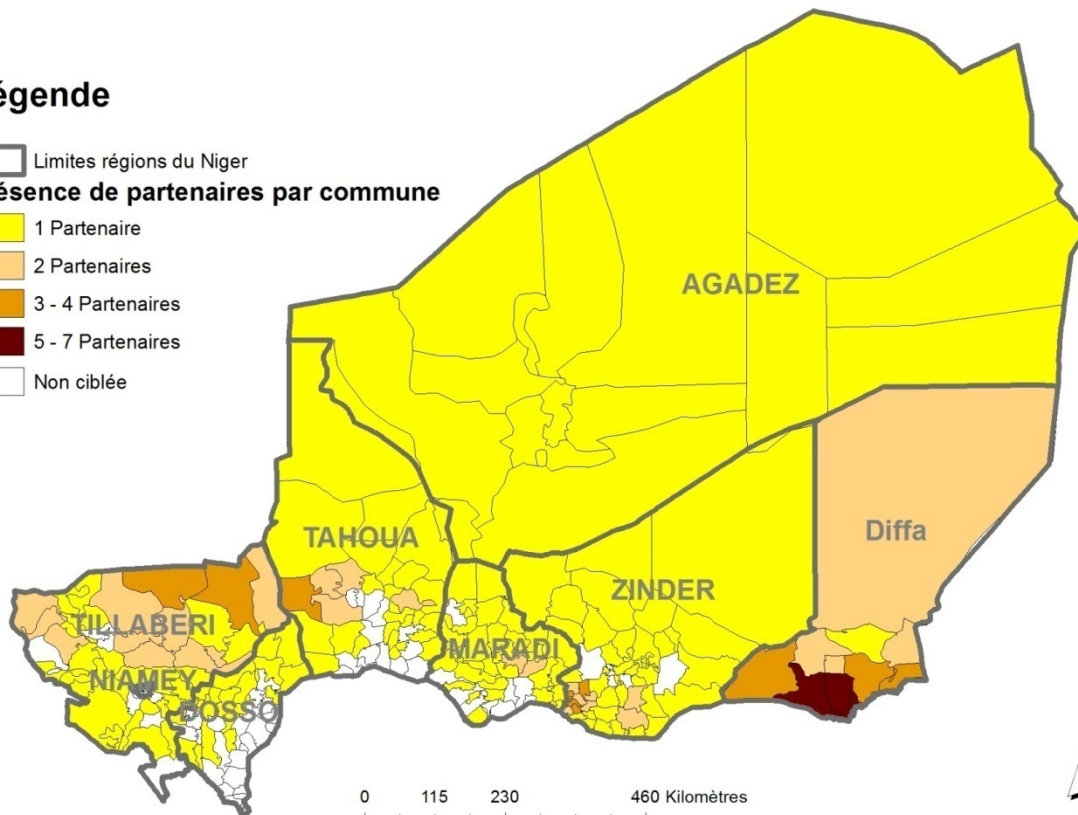 égende
Limites régions du Niger
ésence de partenaires par commune
1 Partenaire
2 Partenaires
3 - 4 Partenaires
5 - 7 Partenaires
Non ciblée
AGADEZ
TAHOUA
Diffa
ZINDER
TILLABERI
MARADI
NIAMEY
DOSSO
0 115 230 460 Kilomètres